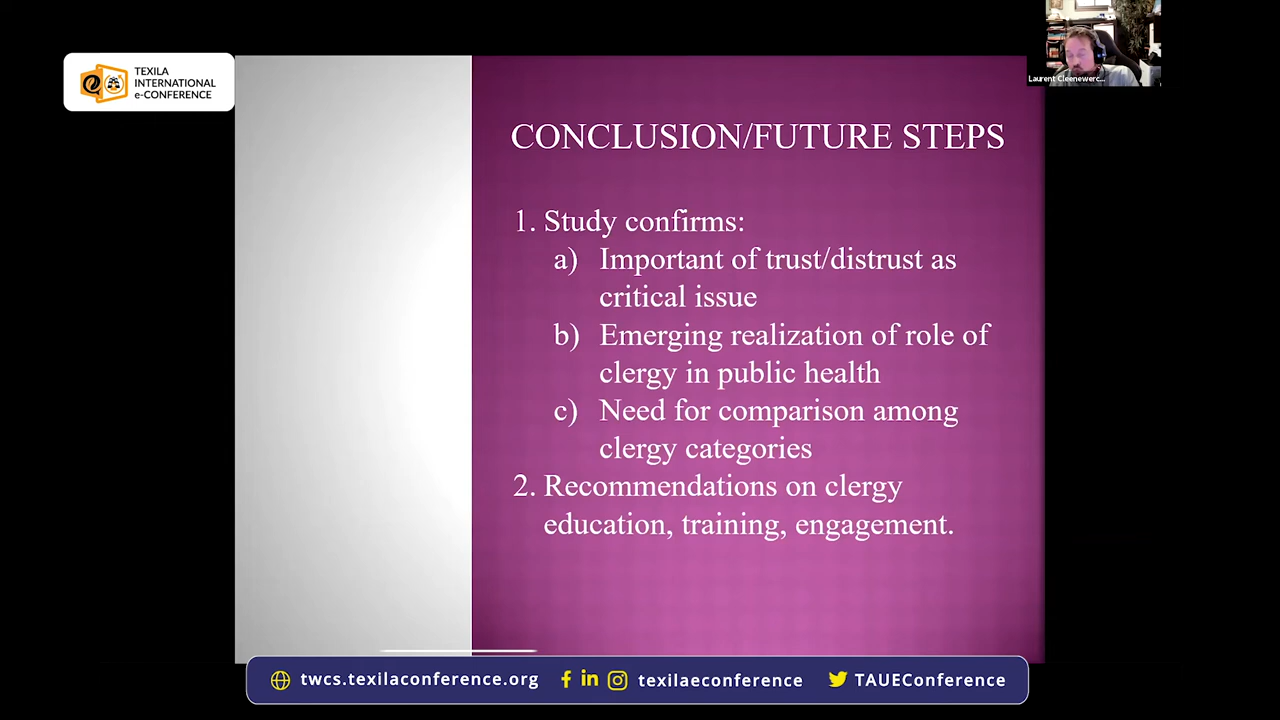 TEXILA
INTERNATIONAL
e-CONFERENCE
Laurent Cleenewerc...
CONCLUSION/FUTURE STEPS
1. Study confirms:
a) Important of trust/distrust as
critical issue
b) Emerging realization of role of
clergy in public health
c) Need for comparison among
clergy categories
2. Recommendations on clergy
education, training, engagement.
twcs.texilaconference.org
texilaeconference
TAUEConference